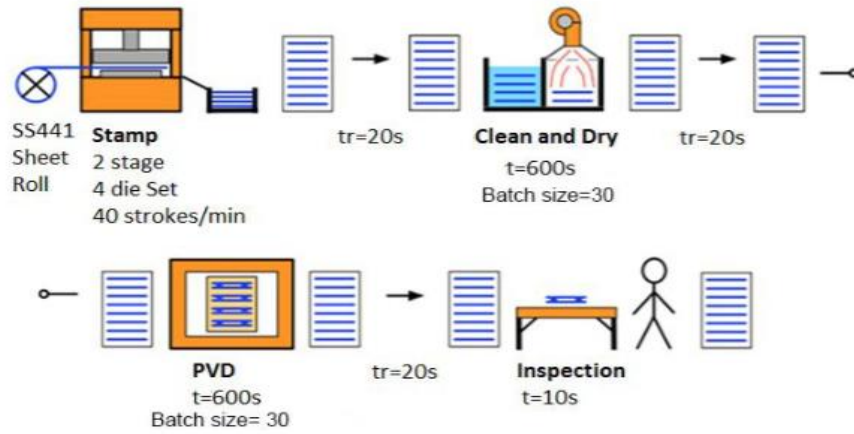 SS441
Sheet
Roll
Stamp
2 stage
4 die Set
40 strokes/min
tr=20s
Clean and Dry
t=600s
Batch size=30
tr=20s
PVD
t=600s
Batch size= 30
tr=20s
Inspection
t=10s